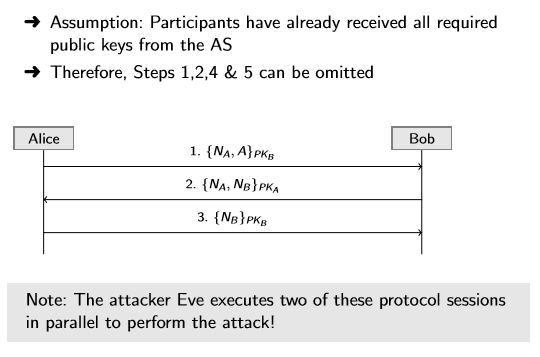 ➜ Assumption: Participants have already received all required
public keys from the AS
➜ Therefore, Steps 1,2,4 & 5 can be omitted
Alice Bob
1. {N_A, A}_{PK_B}
2. {N_A, N_B}_{PK_A}
3. {N_B}_{PK_B}
Note: The attacker Eve executes two of these protocol sessions
in parallel to perform the attack!